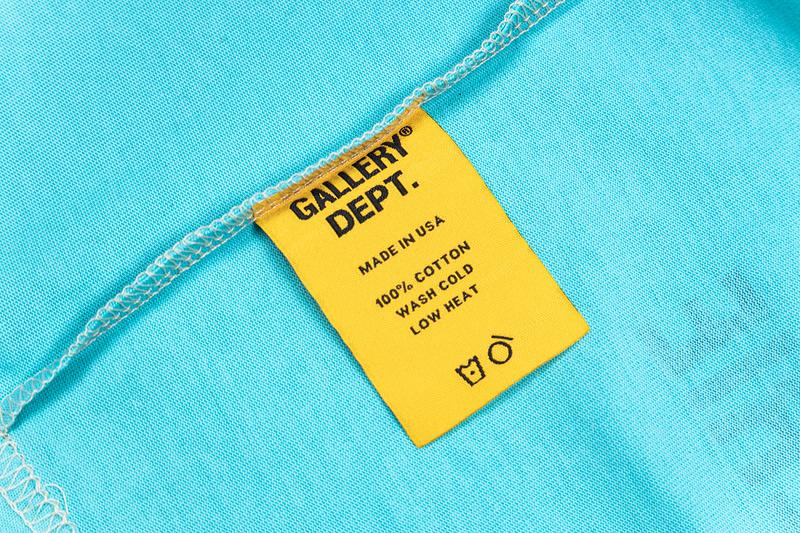 GALLERY®
DEPT.
MADE IN USA
100% COTTON
WASH COLD
LOW HEAT